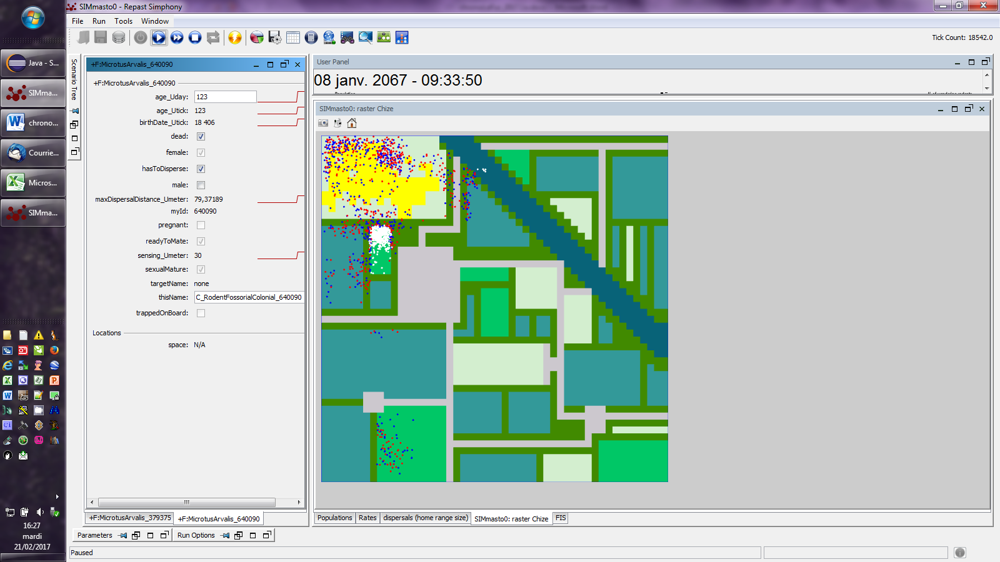 SIMmasto0 - Repast Simphony
File Run Tools Window
Tick Count: 18542.0
Java - S...
SIMma...
chrono...
Courrie...
Micros...
SIMma...
16:27
mardi
21/02/2017
Scenario Tree
+F:MicrotusArvalis_640090
+F:MicrotusArvalis_640090
age_Uday: 123
age_Utick: 123
birthDate_Utick: 18 406
dead:
female:
hasToDisperse:
male:
maxDispersalDistance_Umeter: 79,37189
myId: 640090
pregnant:
readyToMate:
sensing_Umeter: 30
sexualMature:
targetName: none
thisName: C_RodentFossorialColonial_640090
trappedOnBoard:
Locations
space: N/A
+F:MicrotusArvalis_379375 +F:MicrotusArvalis_640090
User Panel
08 janv. 2067 - 09:33:50
SIMmasto0: raster Chize
Populations Rates dispersals (home range size) SIMmasto0: raster Chize FIS
Parameters Run Options
Paused